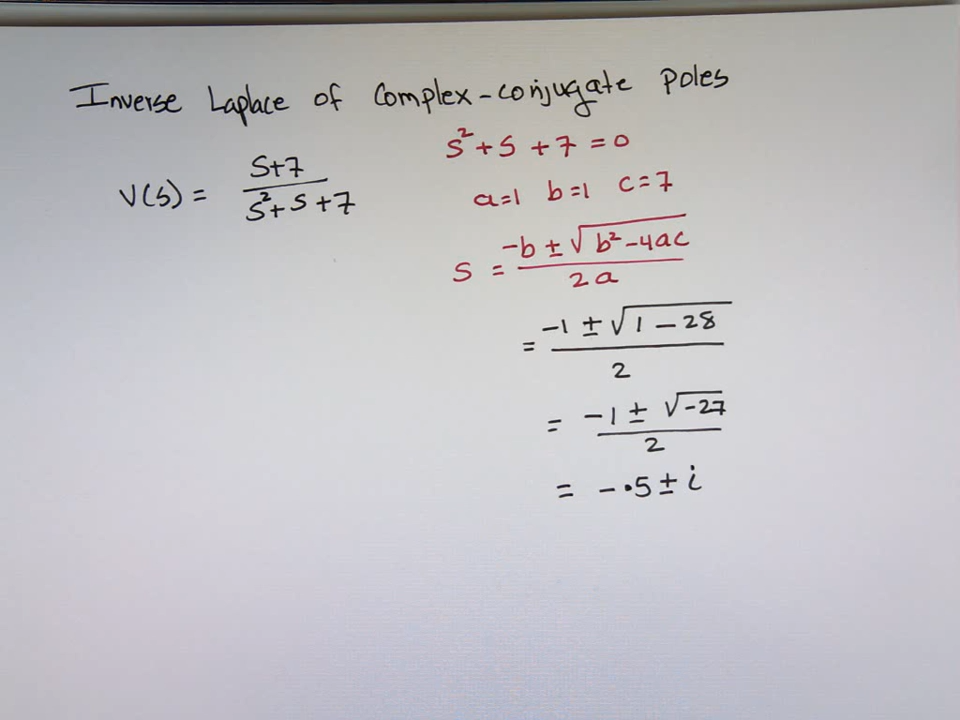 Inverse Laplace of Complex-conjugate Poles
V(s) = (s+7)/(s²+s+7)
s²+s+7=0
a=1 b=1 c=7
s = (-b ± √(b²-4ac))/(2a)
= (-1 ± √(1-28))/2
= (-1 ± √(-27))/2
= -.5 ± i